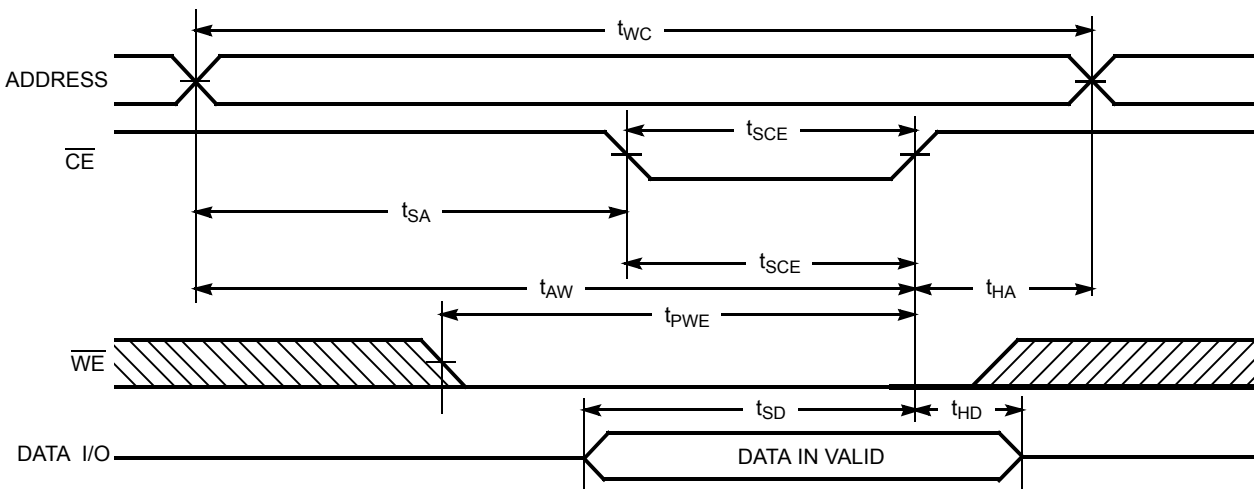 tWC
ADDRESS
tSCE
CE
tSA
tSCE
tAW
tHA
tPWE
WE
tSD
tHD
DATA I/O
DATA IN VALID